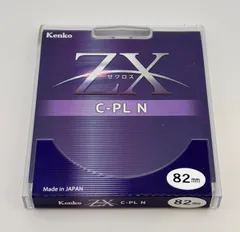 Kenko
ZX
ゼクロス
C-PL N
Made in JAPAN
82mm
Kenko ZX C-PL N 82mm